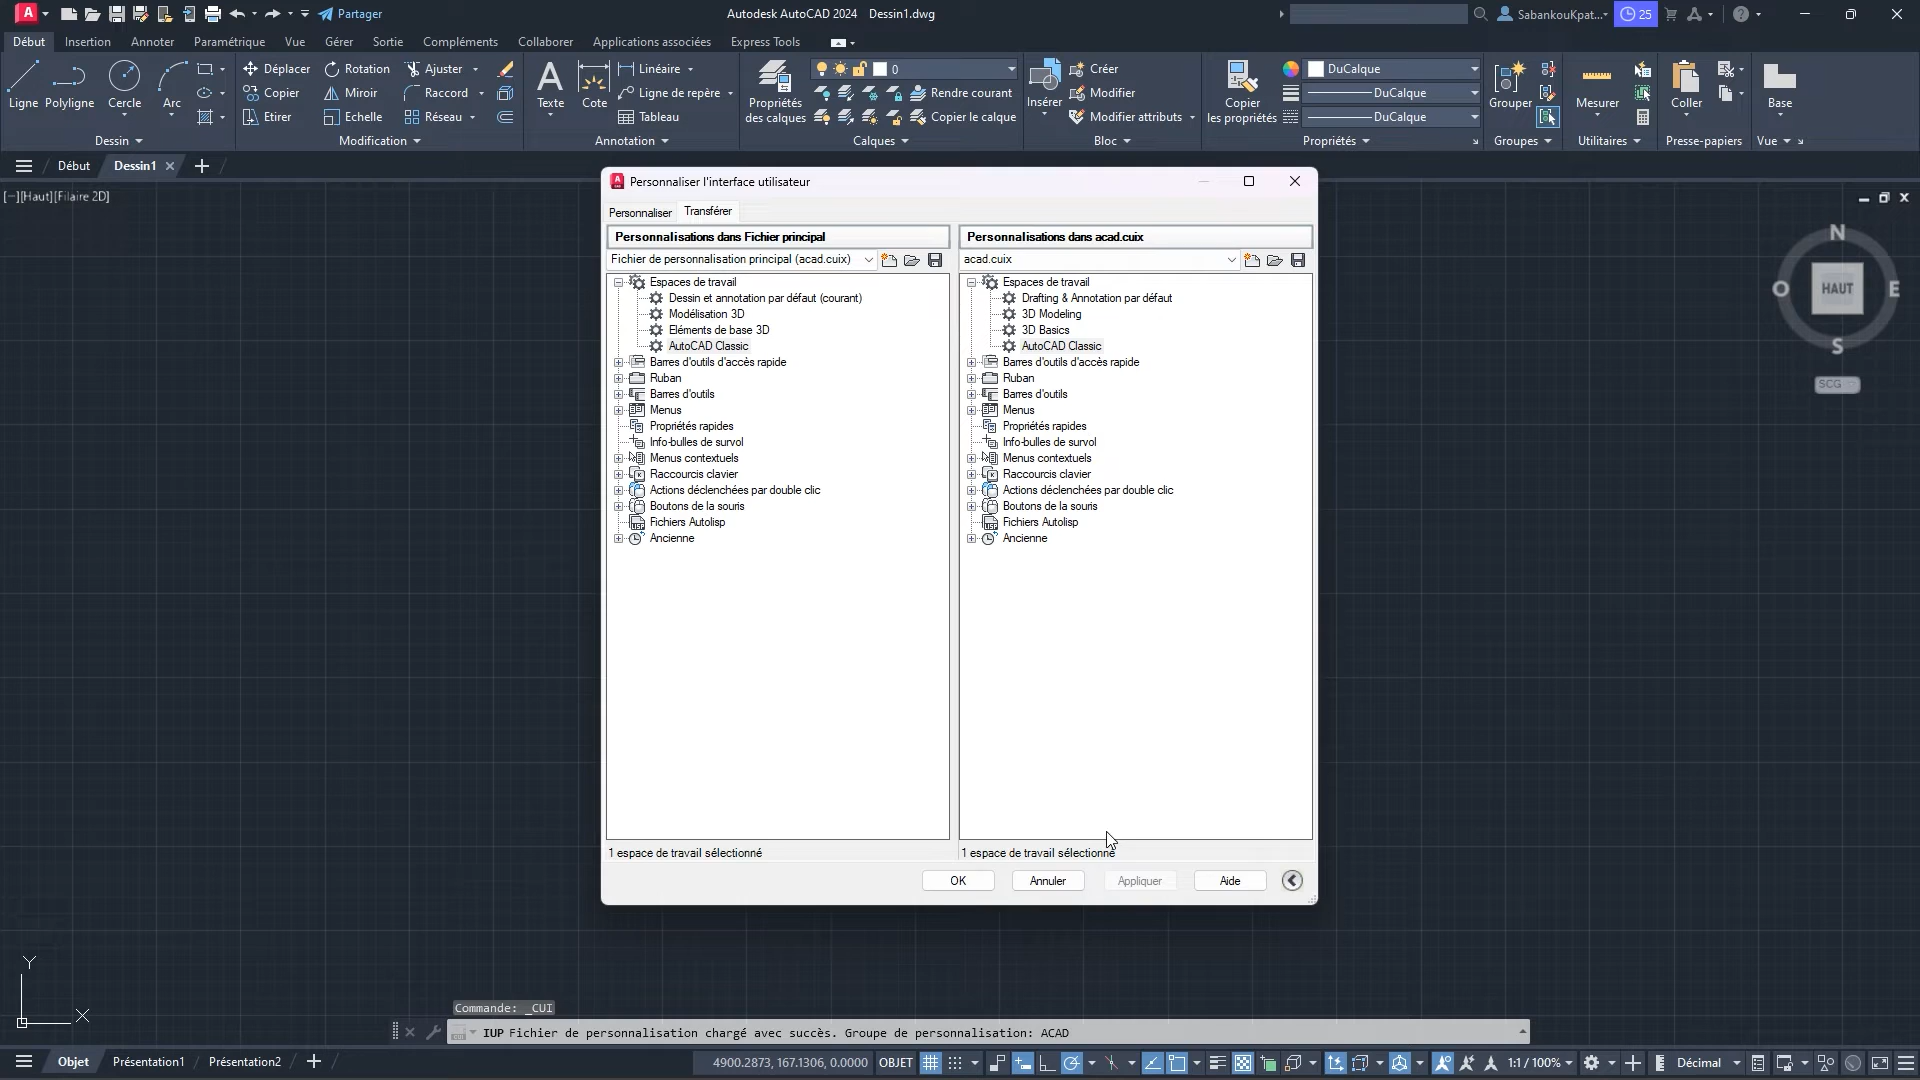 Partager
Autodesk AutoCAD 2024 Dessin1.dwg
SabankouKpat...
25
Début Insertion Annoter Paramétrique Vue Gérer Sortie Compléments Collaborer Applications associées Express Tools
Ligne Polyligne Cercle Arc
Déplacer Rotation Ajuster
Copier Miroir Raccord
Etirer Echelle Réseau
Texte Cote
Linéaire
Ligne de repère
Tableau
Propriétés
des calques
0
Rendre courant
Copier le calque
Insérer
Créer
Modifier
Modifier attributs
Copier
les propriétés
DuCalque
DuCalque
DuCalque
Grouper
Mesurer
Coller
Base
Dessin Modification Annotation Calques Bloc Propriétés Groupes Utilitaires Presse-papiers Vue
Début Dessin1
[−][Haut][Filaire 2D]
N
O HAUT E
S
SCG
Personnaliser l'interface utilisateur
Personnaliser Transférer
Personnalisations dans Fichier principal
Fichier de personnalisation principal (acad.cuix)
Espaces de travail
Dessin et annotation par défaut (courant)
Modélisation 3D
Eléments de base 3D
AutoCAD Classic
Barres d'outils d'accès rapide
Ruban
Barres d'outils
Menus
Propriétés rapides
Info-bulles de survol
Menus contextuels
Raccourcis clavier
Actions déclenchées par double clic
Boutons de la souris
Fichiers Autolisp
Ancienne
1 espace de travail sélectionné
Personnalisations dans acad.cuix
acad.cuix
Espaces de travail
Drafting & Annotation par défaut
3D Modeling
3D Basics
AutoCAD Classic
Barres d'outils d'accès rapide
Ruban
Barres d'outils
Menus
Propriétés rapides
Info-bulles de survol
Menus contextuels
Raccourcis clavier
Actions déclenchées par double clic
Boutons de la souris
Fichiers Autolisp
Ancienne
1 espace de travail sélectionné
OK Annuler Appliquer Aide
Y
X
Commande: _CUI
IUP Fichier de personnalisation chargé avec succès. Groupe de personnalisation: ACAD
Objet Présentation1 Présentation2
4900.2873, 167.1306, 0.0000 OBJET
1:1 / 100%
Décimal